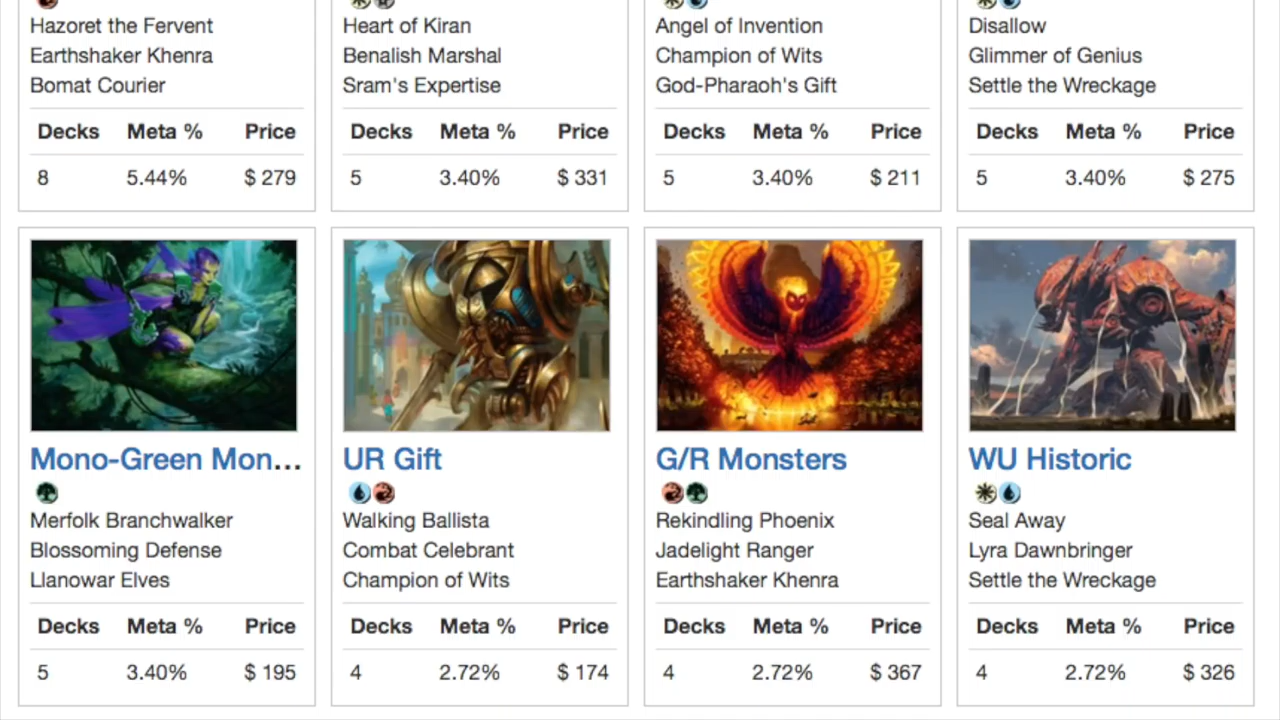 Hazoret the Fervent
Earthshaker Khenra
Bomat Courier
Decks Meta % Price
8 5.44% $ 279
Heart of Kiran
Benalish Marshal
Sram's Expertise
Decks Meta % Price
5 3.40% $ 331
Angel of Invention
Champion of Wits
God-Pharaoh's Gift
Decks Meta % Price
5 3.40% $ 211
Disallow
Glimmer of Genius
Settle the Wreckage
Decks Meta % Price
5 3.40% $ 275
Mono-Green Mon...
Merfolk Branchwalker
Blossoming Defense
Llanowar Elves
Decks Meta % Price
5 3.40% $ 195
UR Gift
Walking Ballista
Combat Celebrant
Champion of Wits
Decks Meta % Price
4 2.72% $ 174
G/R Monsters
Rekindling Phoenix
Jadelight Ranger
Earthshaker Khenra
Decks Meta % Price
4 2.72% $ 367
WU Historic
Seal Away
Lyra Dawnbringer
Settle the Wreckage
Decks Meta % Price
4 2.72% $ 326